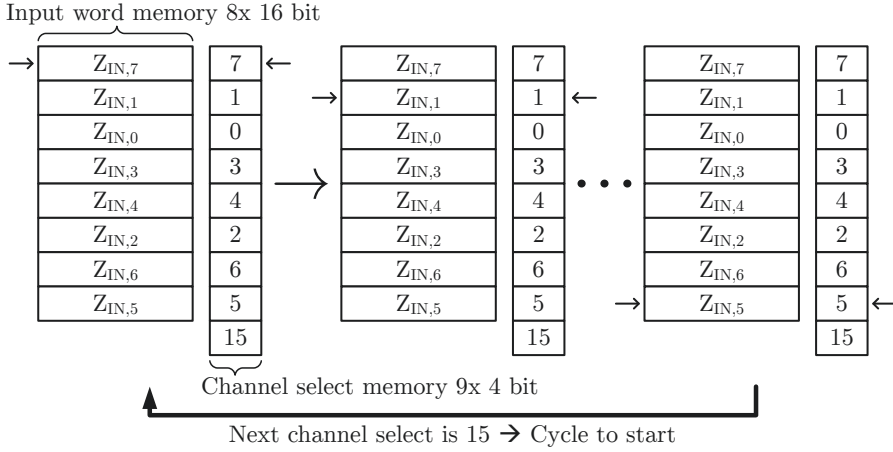 Input word memory 8x 16 bit
Z_IN,7 7 Z_IN,7 7 Z_IN,7 7
Z_IN,1 1 Z_IN,1 1 Z_IN,1 1
Z_IN,0 0 Z_IN,0 0 Z_IN,0 0
Z_IN,3 3 Z_IN,3 3 Z_IN,3 3
Z_IN,4 4 Z_IN,4 4 Z_IN,4 4
Z_IN,2 2 Z_IN,2 2 Z_IN,2 2
Z_IN,6 6 Z_IN,6 6 Z_IN,6 6
Z_IN,5 5 Z_IN,5 5 Z_IN,5 5
15 15 15
Channel select memory 9x 4 bit
Next channel select is 15 → Cycle to start